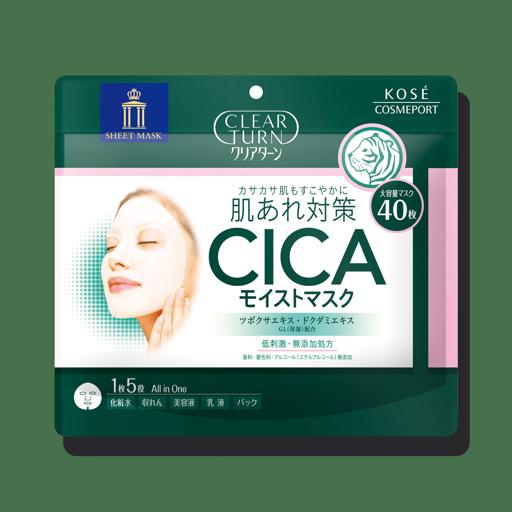 SHEET MASK
CLEAR
TURN
クリアターン
KOSÉ
COSMEPORT
カサカサ肌もすこやかに
肌あれ対策
大容量マスク
40枚
CICA
モイストマスク
ツボクサエキス・ドクダミエキス
GL(保湿)配合
低刺激・無添加処方
香料・着色料・アルコール(エチルアルコール)無添加
1枚5役 All in One
化粧水 収れん 美容液 乳液 パック